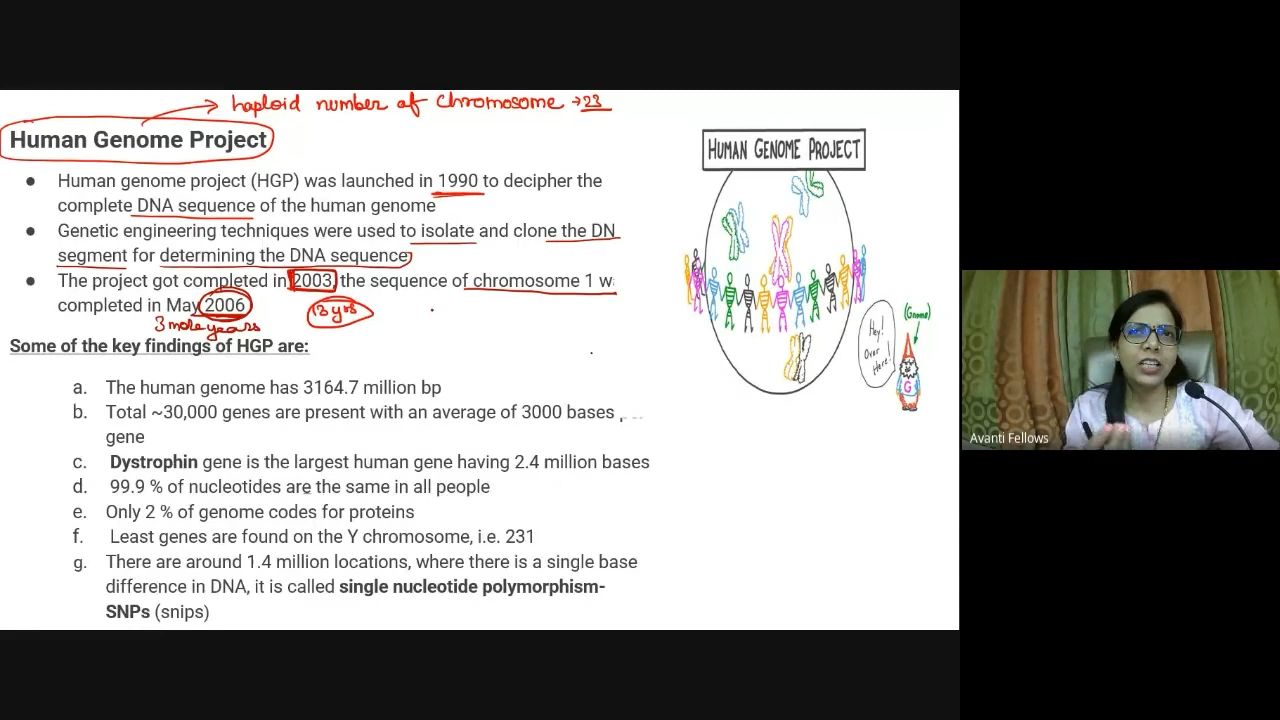 haploid number of chromosome → 23
Human Genome Project
● Human genome project (HGP) was launched in 1990 to decipher the
complete DNA sequence of the human genome
● Genetic engineering techniques were used to isolate and clone the DN
segment for determining the DNA sequence
● The project got completed in 2003, the sequence of chromosome 1 w
completed in May 2006
13 yrs
3 more years
Some of the key findings of HGP are:
a. The human genome has 3164.7 million bp
b. Total ~30,000 genes are present with an average of 3000 bases
gene
c. Dystrophin gene is the largest human gene having 2.4 million bases
d. 99.9 % of nucleotides are the same in all people
e. Only 2 % of genome codes for proteins
f. Least genes are found on the Y chromosome, i.e. 231
g. There are around 1.4 million locations, where there is a single base
difference in DNA, it is called single nucleotide polymorphism-
SNPs (snips)
HUMAN GENOME PROJECT
(Gnome)
Hey!
Over
Here!
G
Avanti Fellows